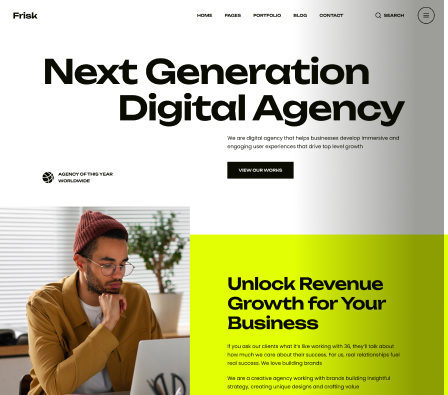 Frisk
HOME PAGES PORTFOLIO BLOG CONTACT SEARCH
Next Generation
Digital Agency
We are digital agency that helps businesses develop immersive and
engaging user experiences that drive top level growth
VIEW OUR WORKS
AGENCY OF THIS YEAR
WORLDWIDE
Unlock Revenue
Growth for Your
Business
If you ask our clients what it's like working with 36, they'll talk about
how much we care about their success. For us, real relationships fuel
real success. We love building brands
We are a creative agency working with brands building insightful
strategy, creating unique designs and crafting value